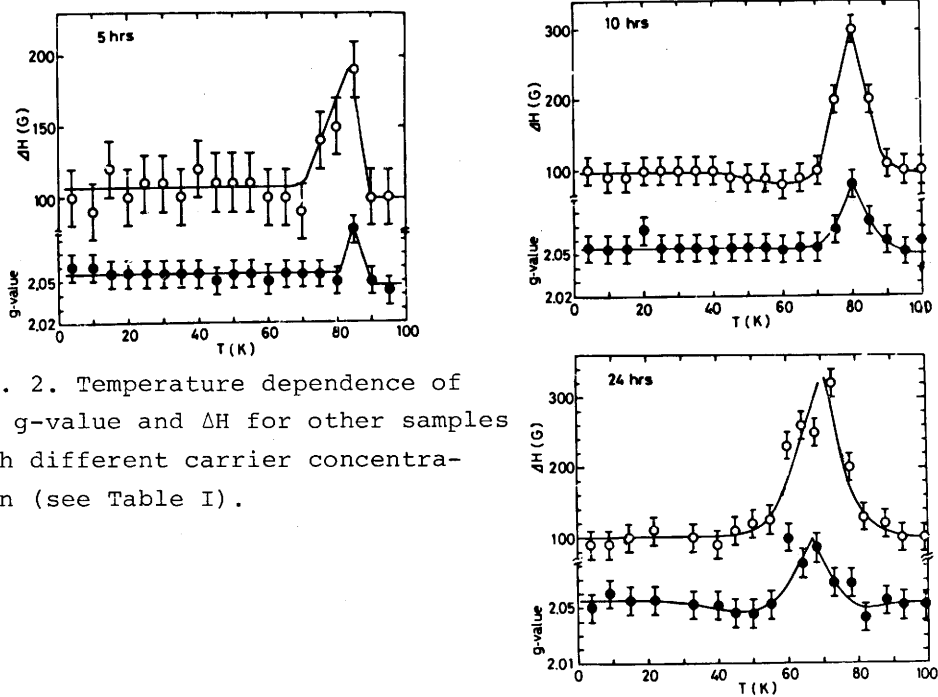 5 hrs
200
150
100
ΔH (G)
2.05
2.02
g-value
0 20 40 60 80 100
T (K)
10 hrs
300
200
100
ΔH (G)
2.05
2.02
g-value
0 20 40 60 80 100
T (K)
. 2. Temperature dependence of
g-value and ΔH for other samples
h different carrier concentra-
n (see Table I).
24 hrs
300
200
100
ΔH (G)
2.05
2.01
g-value
0 20 40 60 80 100
T (K)